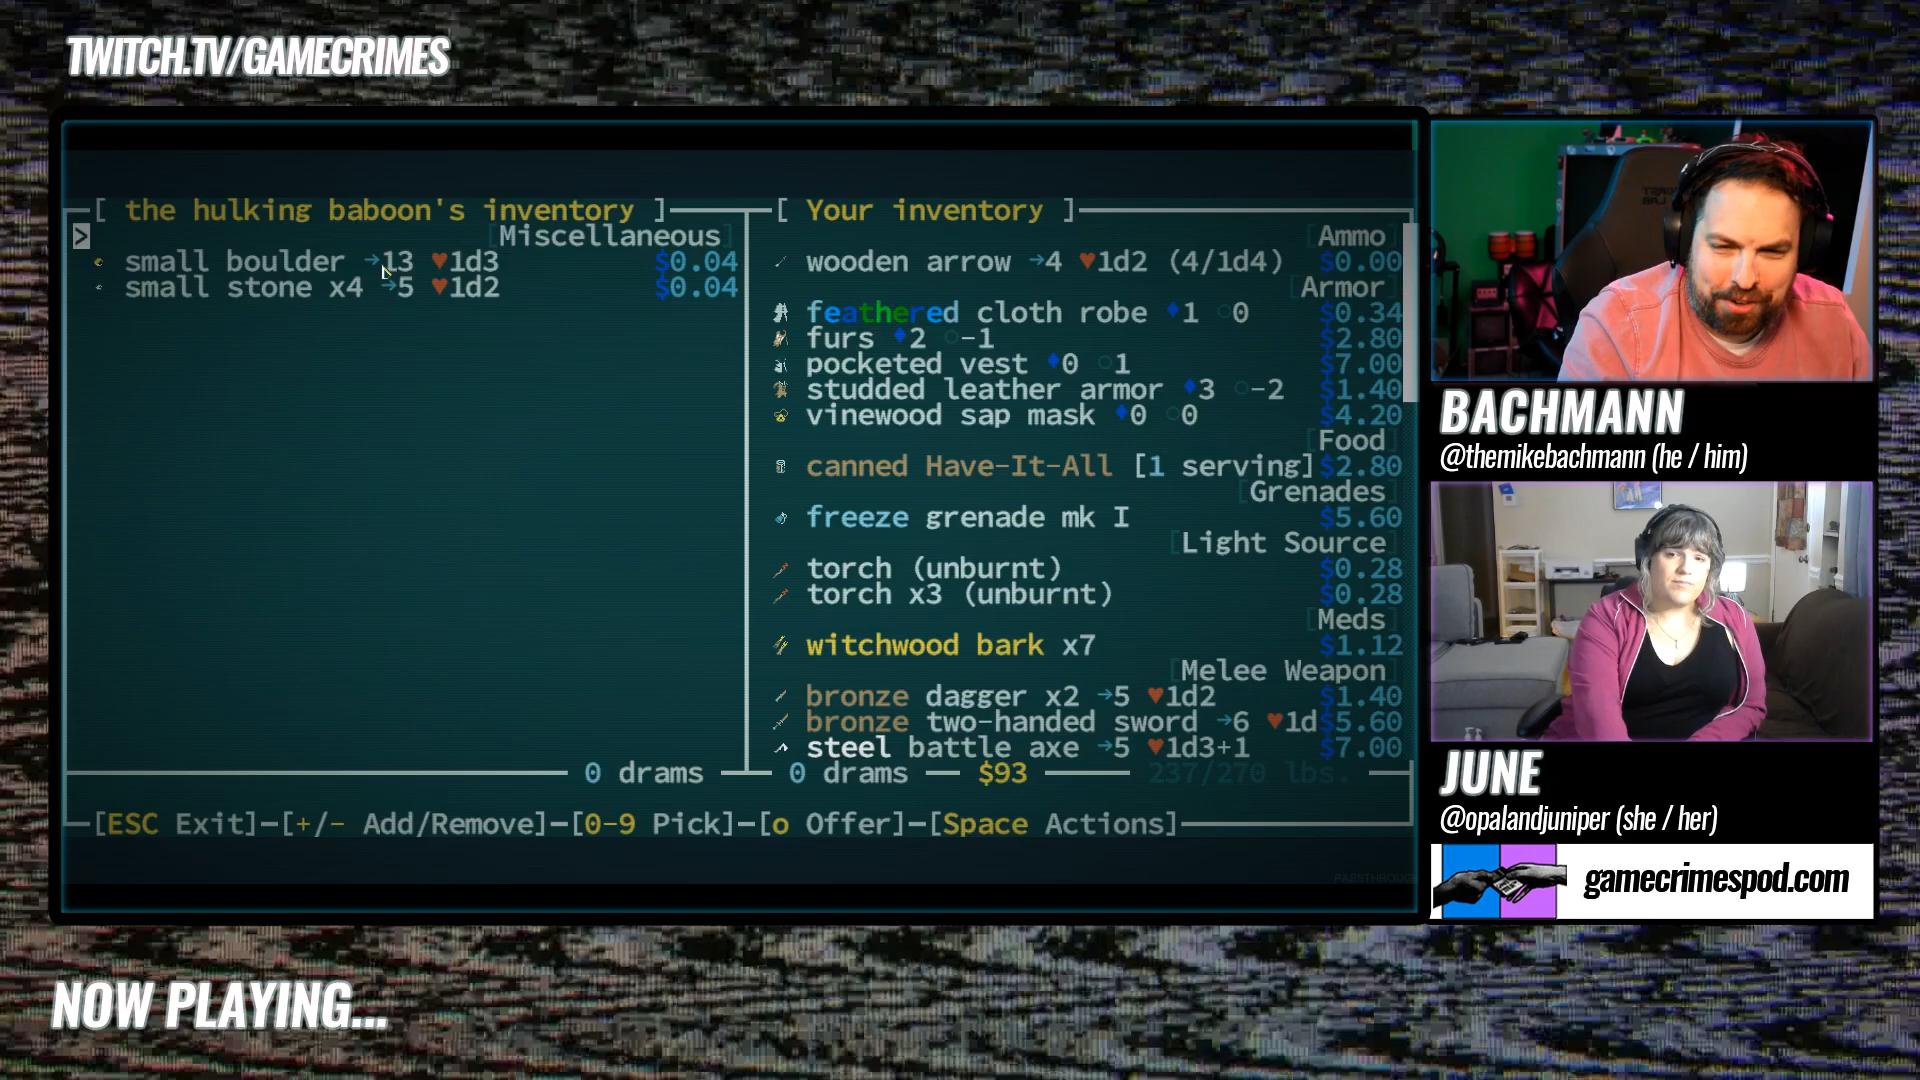 TWITCH.TV/GAMECRIMES
[ the hulking baboon's inventory ]
[Miscellaneous]
>
small boulder →13 ♥1d3 $0.04
small stone x4 →5 ♥1d2 $0.04
0 drams
[ Your inventory ]
[Ammo]
wooden arrow →4 ♥1d2 (4/1d4) $0.00
[Armor]
feathered cloth robe ♦1 ○0 $0.34
furs ♦2 ○-1 $2.80
pocketed vest ♦0 ○1 $7.00
studded leather armor ♦3 ○-2 $1.40
vinewood sap mask ♦0 ○0 $4.20
[Food]
canned Have-It-All [1 serving] $2.80
[Grenades]
freeze grenade mk I $5.60
[Light Source]
torch (unburnt) $0.28
torch x3 (unburnt) $0.28
[Meds]
witchwood bark x7 $1.12
[Melee Weapon]
bronze dagger x2 →5 ♥1d2 $1.40
bronze two-handed sword →6 ♥1d $5.60
steel battle axe →5 ♥1d3+1 $7.00
0 drams — $93 — 237/270 lbs.
[ESC Exit]-[+/- Add/Remove]-[0-9 Pick]-[o Offer]-[Space Actions]
BACHMANN
@themikebachmann (he / him)
JUNE
@opalandjuniper (she / her)
gamecrimespod.com
NOW PLAYING...